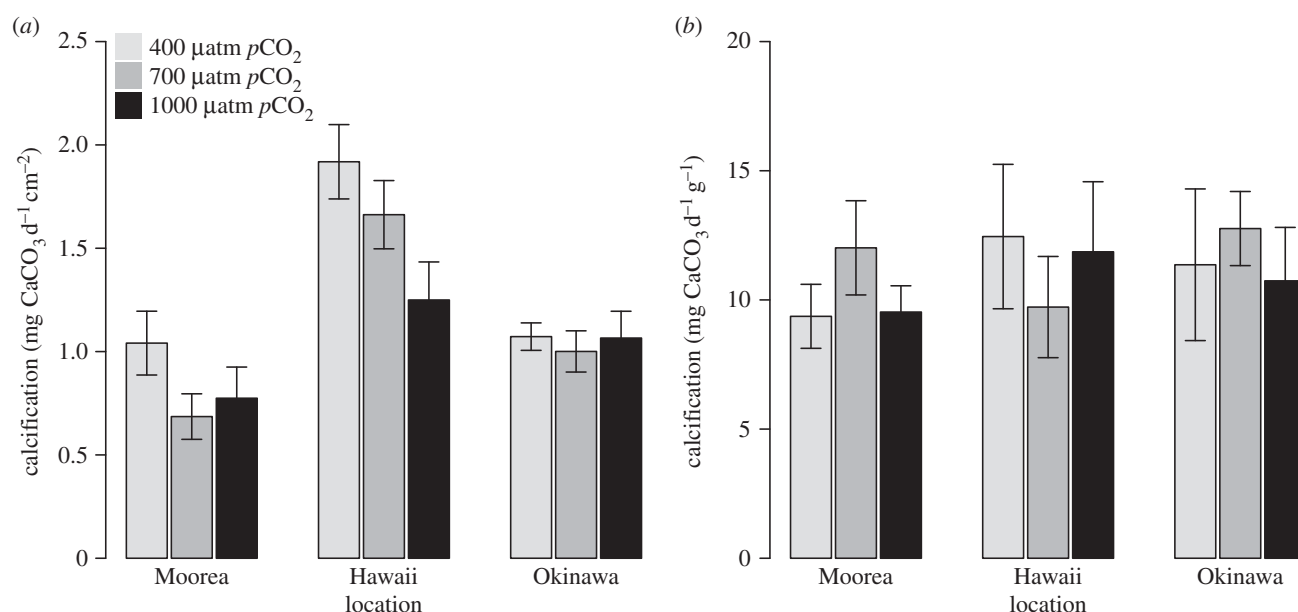 (a)
2.5
2.0
1.5
1.0
0.5
0
calcification (mg CaCO₃ d⁻¹ cm⁻²)
400 µatm pCO₂
700 µatm pCO₂
1000 µatm pCO₂
Moorea Hawaii Okinawa
location
(b)
20
15
10
5
0
calcification (mg CaCO₃ d⁻¹ g⁻¹)
Moorea Hawaii Okinawa
location